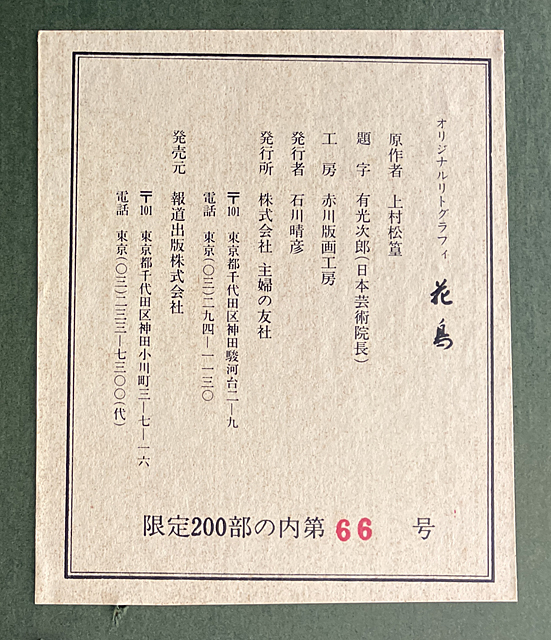 オリジナルリトグラフィ 花鳥
原作者 上村松篁
題字 有光次郎(日本芸術院長)
工房 赤川版画工房
発行者 石川晴彦
発行所 株式会社 主婦の友社
〒101 東京都千代田区神田駿河台二―九
電話 東京(〇三)二九四―一一三〇
発売元 報道出版株式会社
〒101 東京都千代田区神田小川町三―七―一六
電話 東京(〇三)二三三―七三〇〇(代)
限定200部の内第 66 号